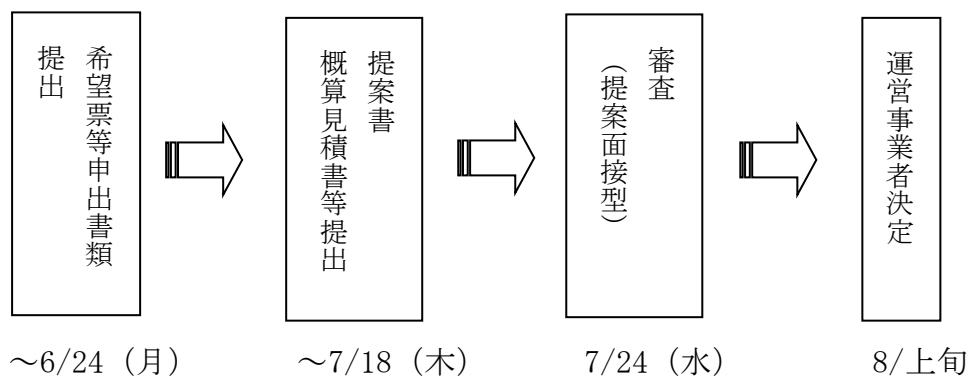 希望票等申出書類
提出
提案書
概算見積書等提出
審査
（提案面接型）
運営事業者決定
～6/24（月）
～7/18（木）
7/24（水）
8/上旬